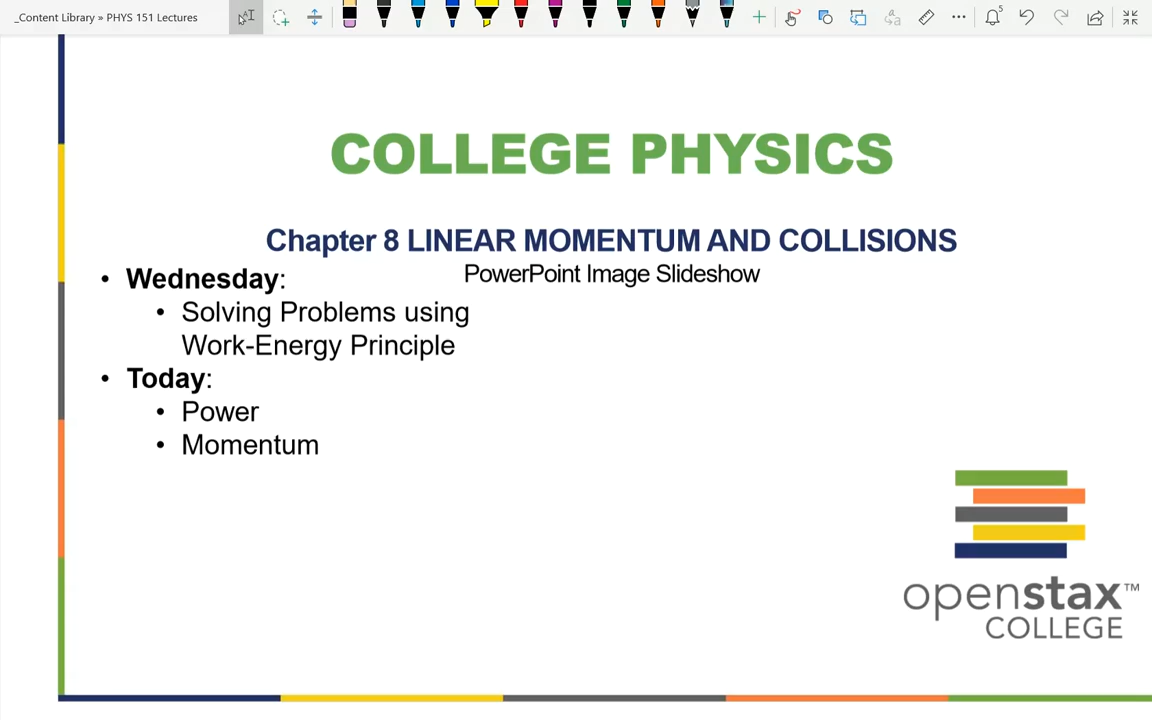 _Content Library » PHYS 151 Lectures
5
COLLEGE PHYSICS
Chapter 8 LINEAR MOMENTUM AND COLLISIONS
PowerPoint Image Slideshow
• Wednesday:
• Solving Problems using
Work-Energy Principle
• Today:
• Power
• Momentum
openstax™
COLLEGE